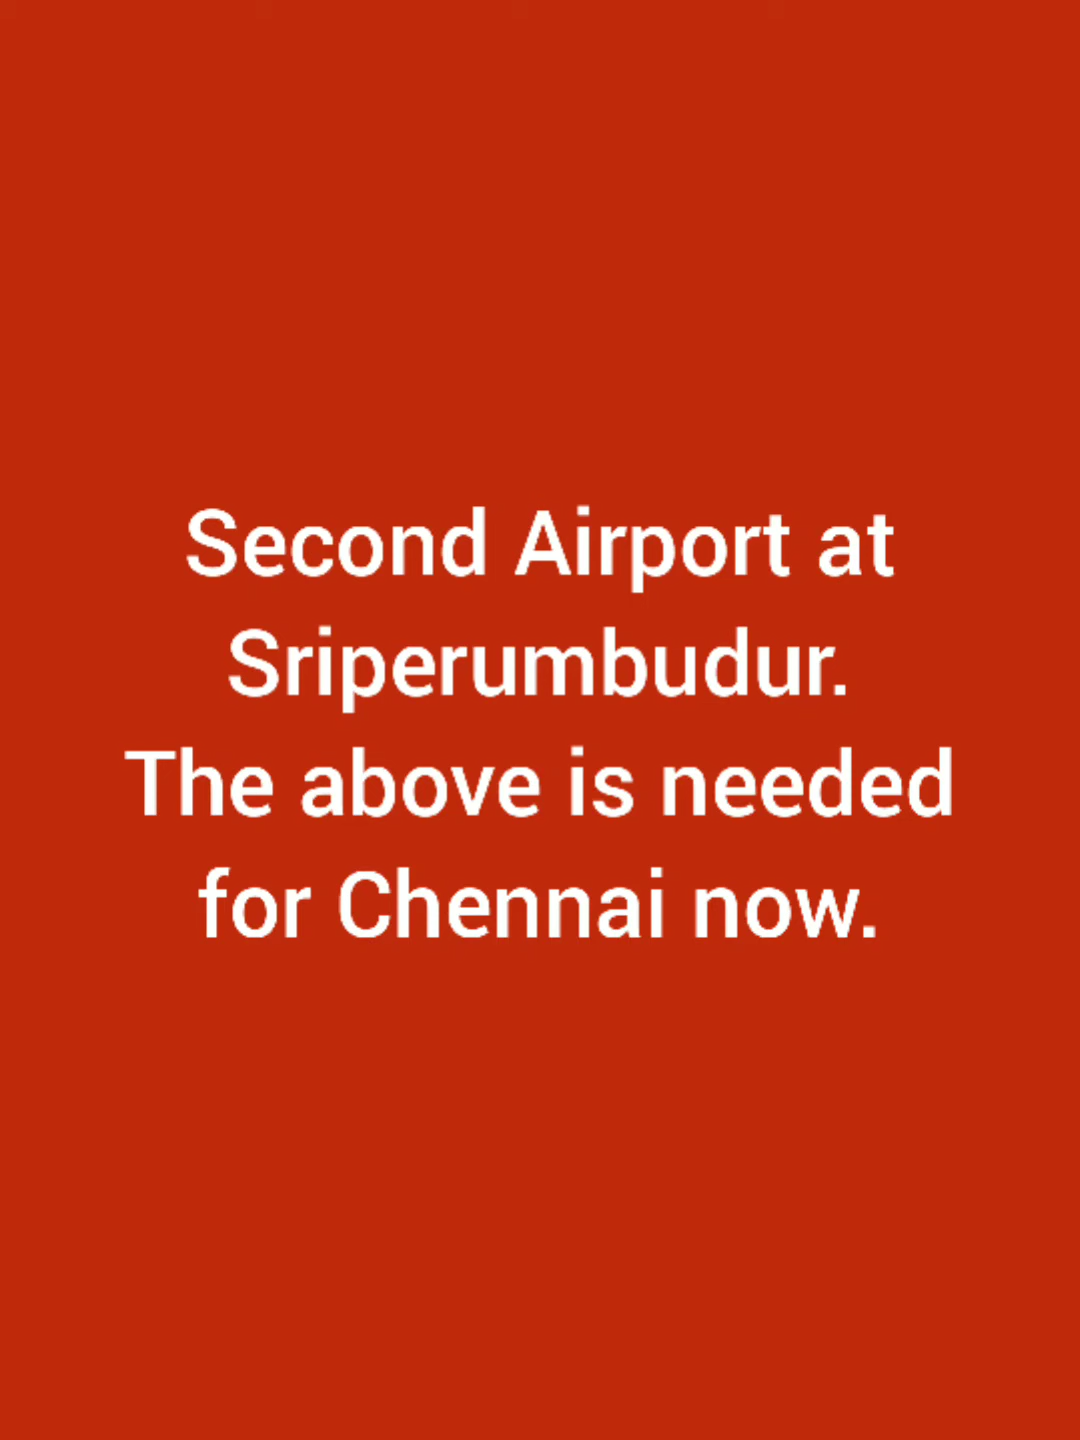 Second Airport at
Sriperumbudur.
The above is needed
for Chennai now.